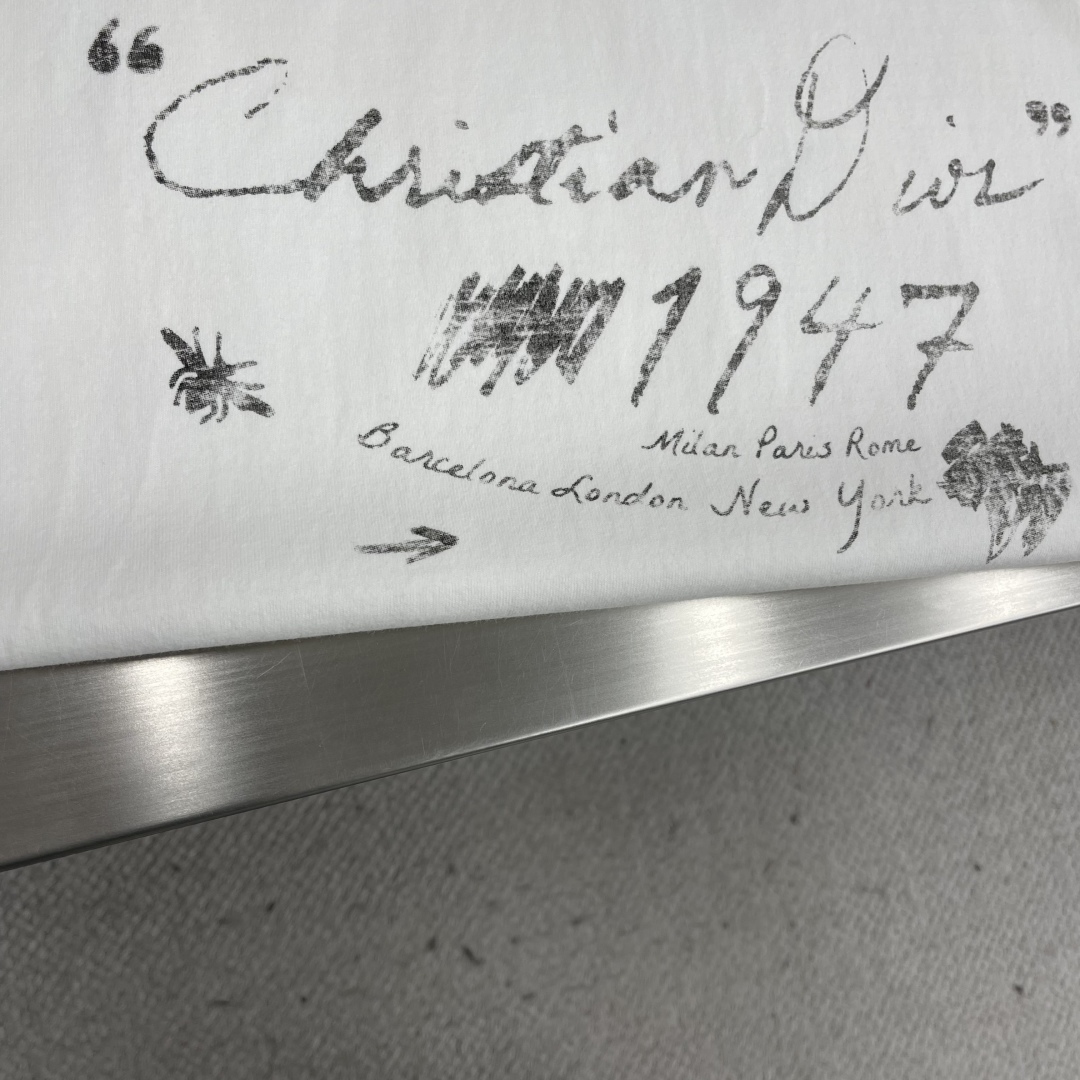 “Christian Dior”
1947
Milan Paris Rome
Barcelona London New York